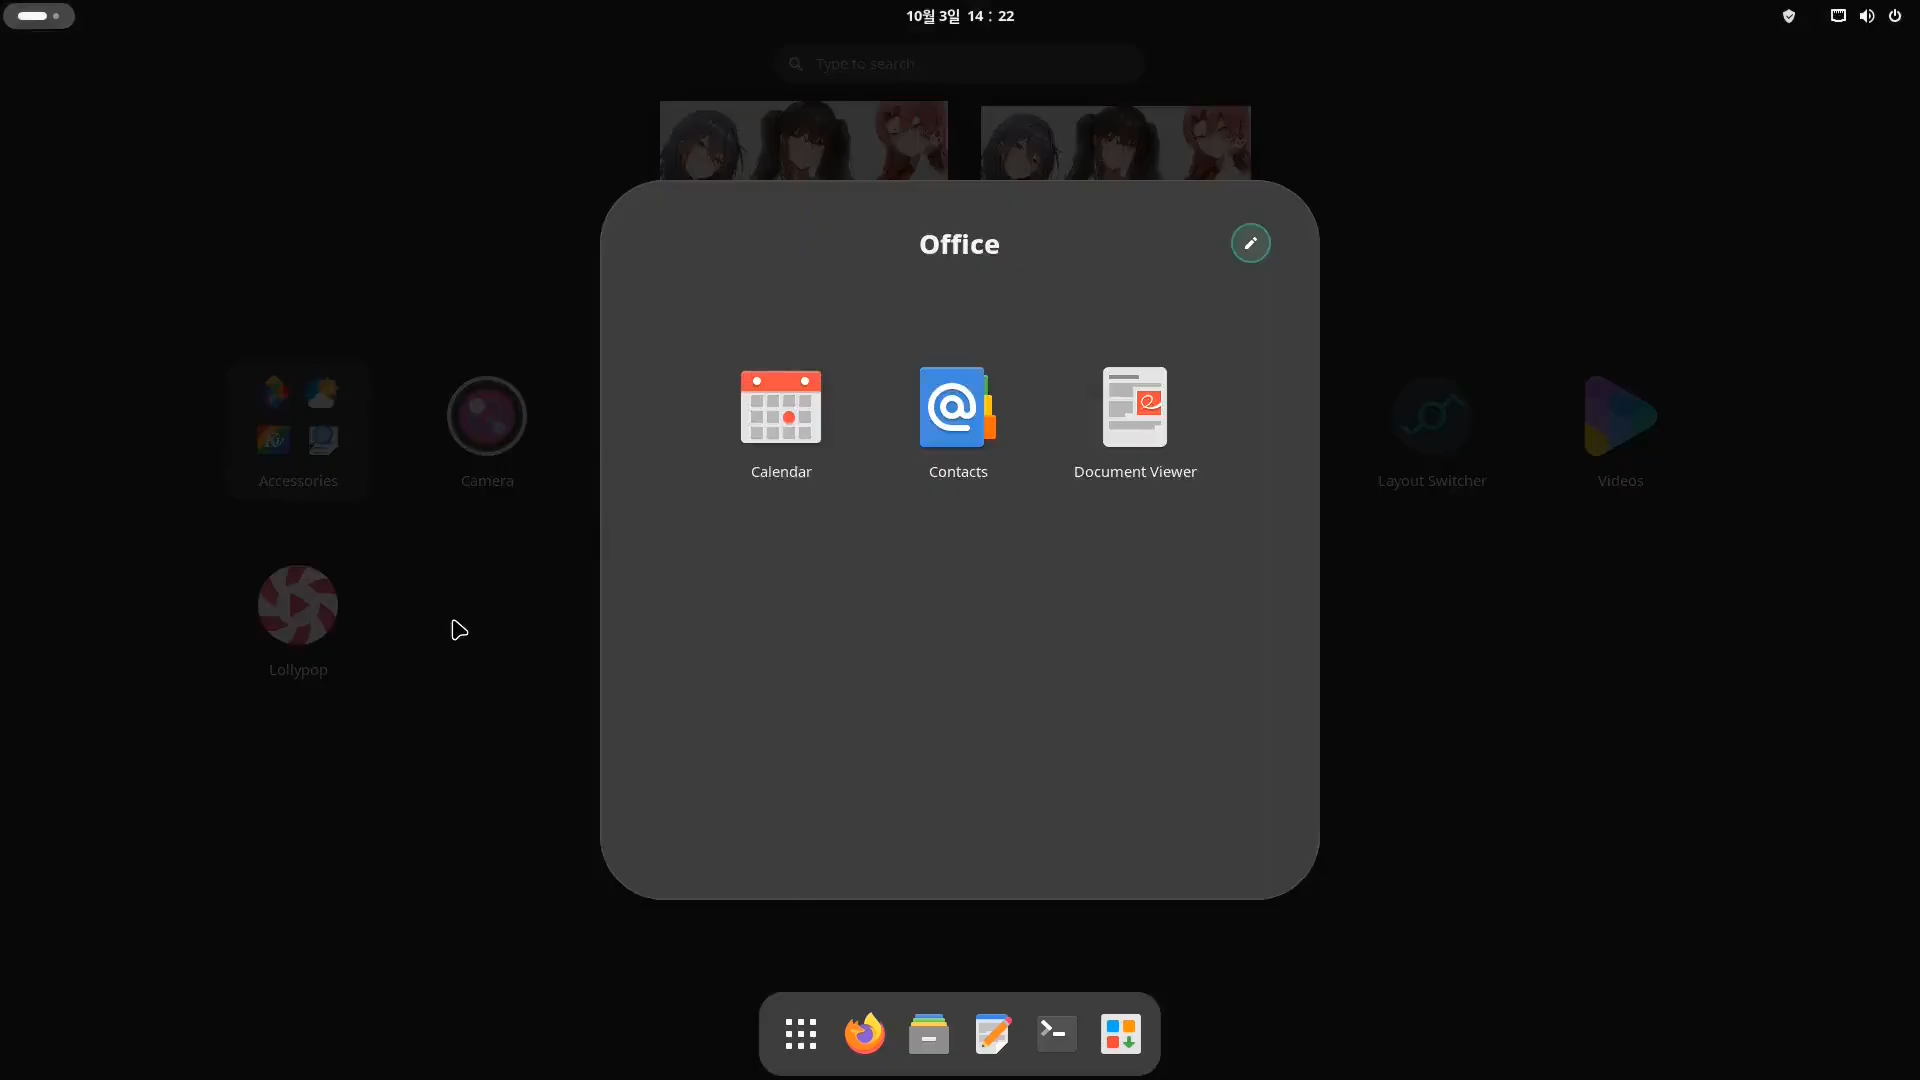 10월 3일 14 : 22
Type to search
Office
Calendar
Contacts
Document Viewer
Accessories
Camera
Layout Switcher
Videos
Lollypop